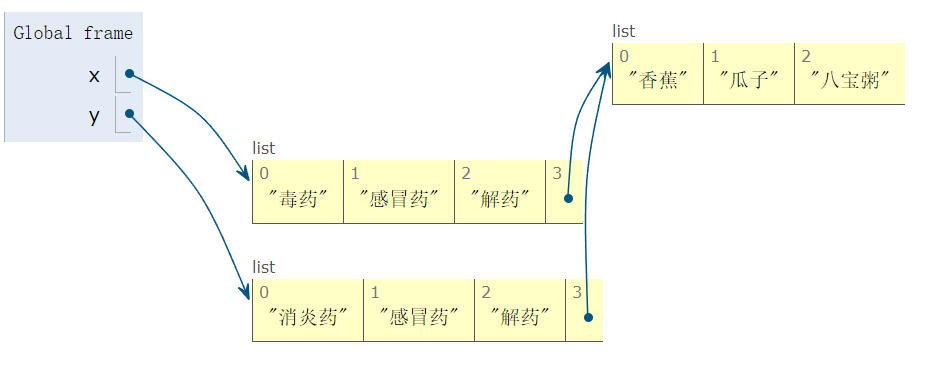 Global frame
x
y
list
0 1 2
"香蕉" "瓜子" "八宝粥"
list
0 1 2 3
"毒药" "感冒药" "解药"
list
0 1 2 3
"消炎药" "感冒药" "解药"